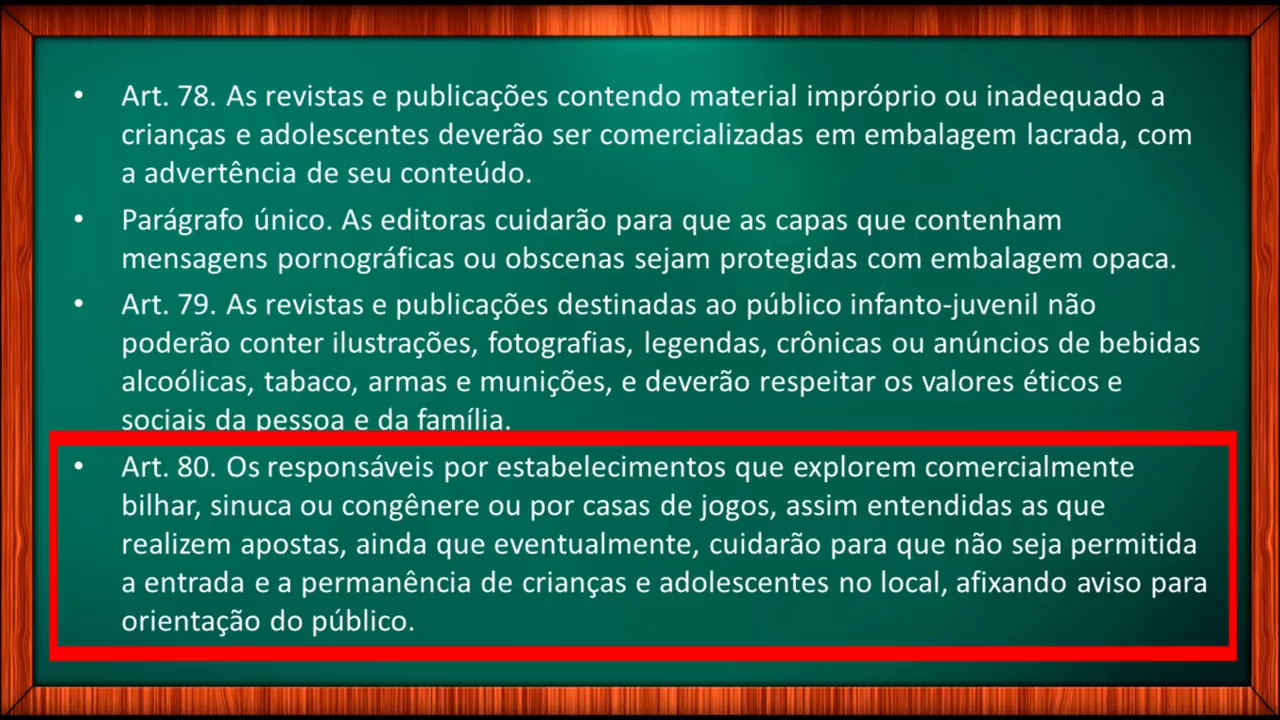 • Art. 78. As revistas e publicações contendo material impróprio ou inadequado a
crianças e adolescentes deverão ser comercializadas em embalagem lacrada, com
a advertência de seu conteúdo.
• Parágrafo único. As editoras cuidarão para que as capas que contenham
mensagens pornográficas ou obscenas sejam protegidas com embalagem opaca.
• Art. 79. As revistas e publicações destinadas ao público infanto-juvenil não
poderão conter ilustrações, fotografias, legendas, crônicas ou anúncios de bebidas
alcoólicas, tabaco, armas e munições, e deverão respeitar os valores éticos e
sociais da pessoa e da família.
• Art. 80. Os responsáveis por estabelecimentos que explorem comercialmente
bilhar, sinuca ou congênere ou por casas de jogos, assim entendidas as que
realizem apostas, ainda que eventualmente, cuidarão para que não seja permitida
a entrada e a permanência de crianças e adolescentes no local, afixando aviso para
orientação do público.